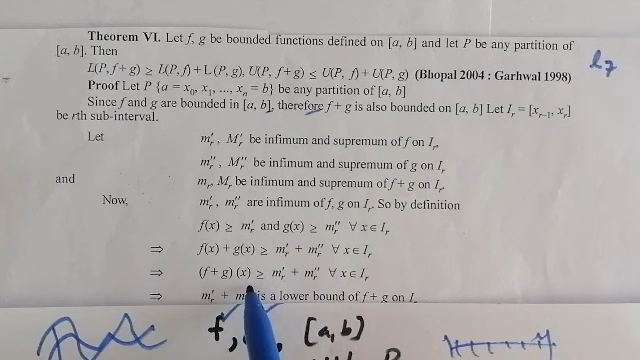 Theorem VI. Let f, g be bounded functions defined on [a, b] and let P be any partition of
[a, b]. Then
L(P, f + g) ≥ L(P, f) + L (P, g), U(P, f + g) ≤ U(P, f) + U(P, g) (Bhopal 2004 : Garhwal 1998)
Proof Let P {a = x₀, x₁, ..., xₙ = b} be any partition of [a, b]
Since f and g are bounded in [a, b], therefore f + g is also bounded on [a, b] Let Iᵣ = [xᵣ₋₁, xᵣ]
be rth sub-interval.
Let m′ᵣ, M′ᵣ be infimum and supremum of f on Iᵣ,
m″ᵣ, M″ᵣ be infimum and supremum of g on Iᵣ
and mᵣ, Mᵣ be infimum and supremum of f + g on Iᵣ
Now, m′ᵣ, m″ᵣ are infimum of f, g on Iᵣ. So by definition
f(x) ≥ m′ᵣ and g(x) ≥ m″ᵣ ∀ x ∈ Iᵣ
⇒ f(x) + g(x) ≥ m′ᵣ + m″ᵣ ∀ x ∈ Iᵣ
⇒ (f + g) (x) ≥ m′ᵣ + m″ᵣ ∀ x ∈ Iᵣ
⇒ m′ᵣ + m is a lower bound of f + g on I
f, [a, b]